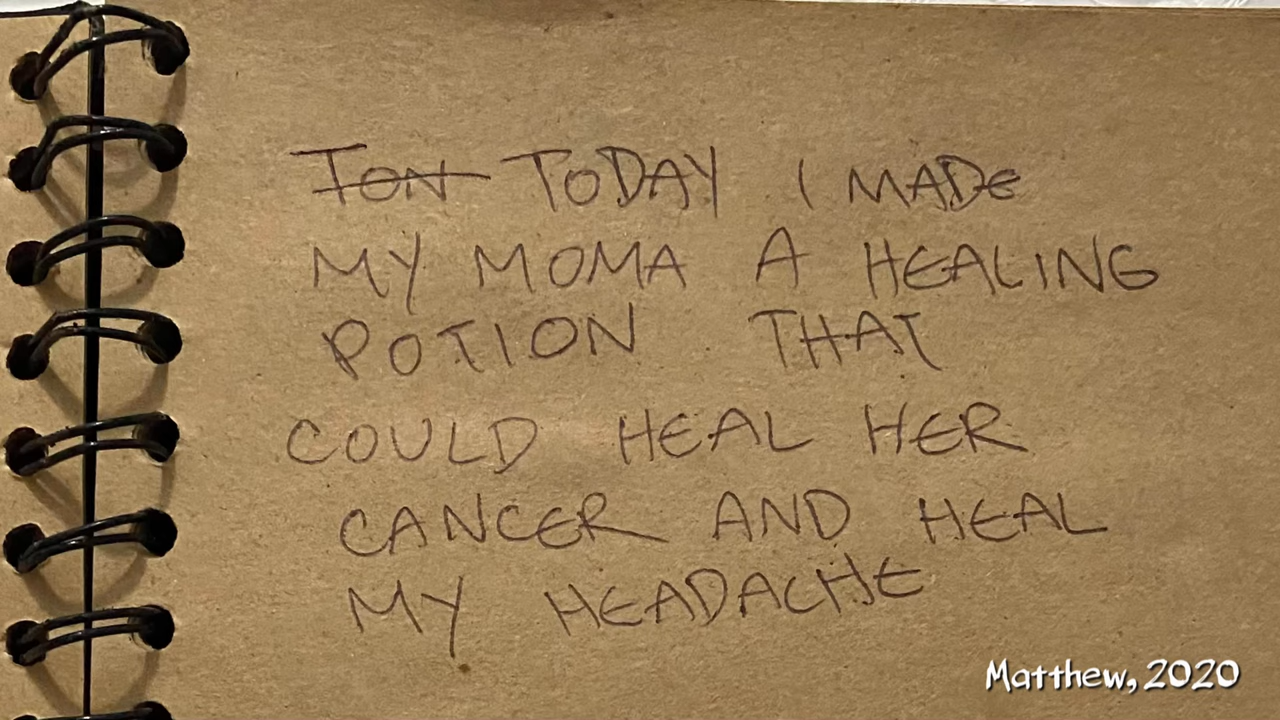 TON TODAY I MADE
MY MOMA A HEALING
POTION THAT
COULD HEAL HER
CANCER AND HEAL
MY HEADACHE
Matthew, 2020